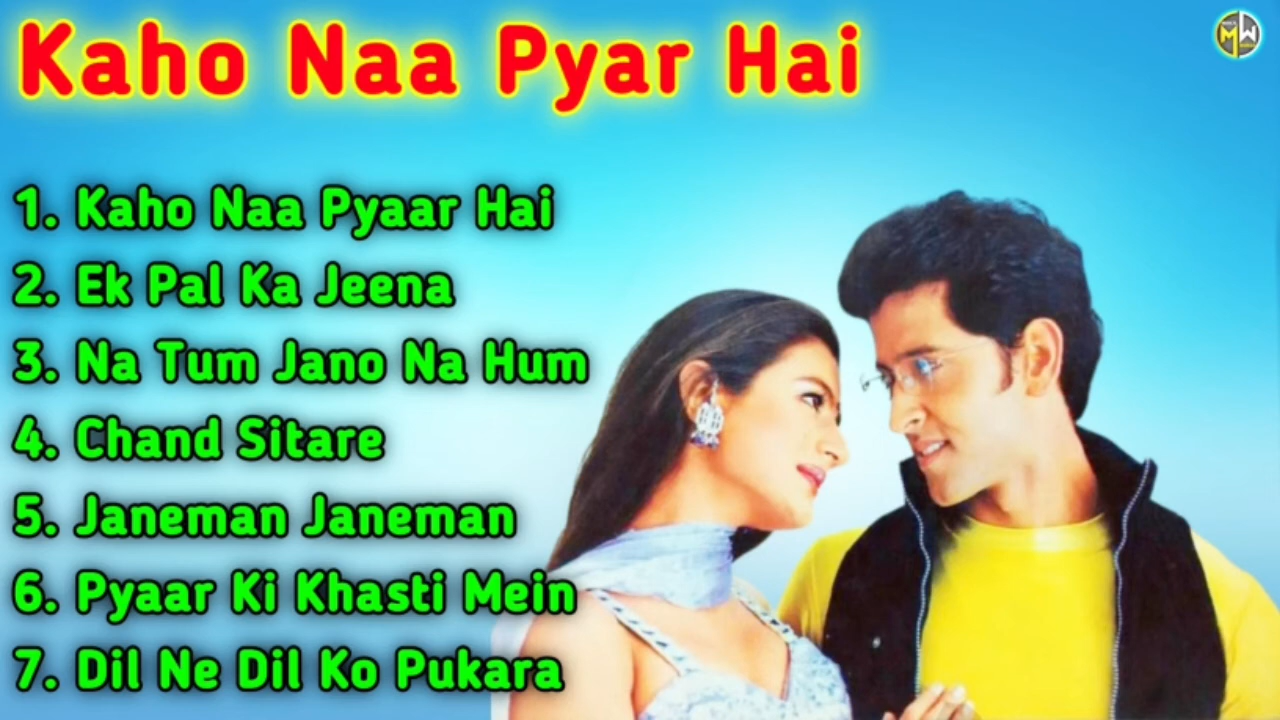 Kaho Naa Pyar Hai
MW
1. Kaho Naa Pyaar Hai
2. Ek Pal Ka Jeena
3. Na Tum Jano Na Hum
4. Chand Sitare
5. Janeman Janeman
6. Pyaar Ki Khasti Mein
7. Dil Ne Dil Ko Pukara